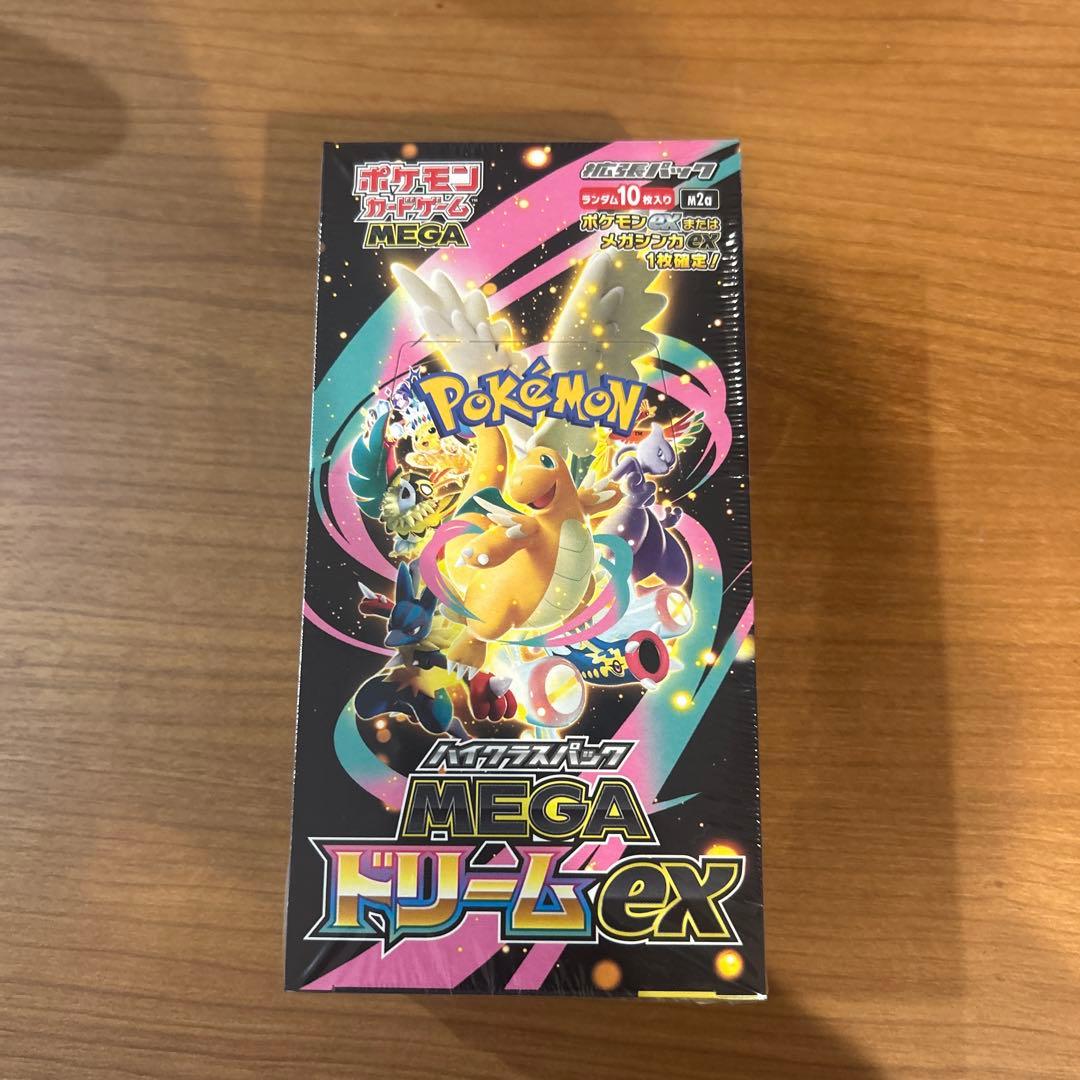 ポケモン
カードゲーム
MEGA
拡張パック
ランダム10枚入り M2a
ポケモンexまたは
メガシンカex
1枚確定!
POKéMON
ハイクラスパック
MEGA
ドリームex